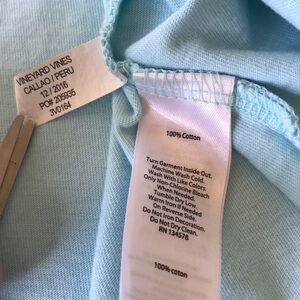 VINEYARD VINES
CALLAO / PERU
12 / 2016
PO# 205935
3V0164
100% Cotton
Turn Garment Inside Out.
Machine Wash Cold.
Wash With Like Colors.
Only Non-Chlorine Bleach
When Needed.
Tumble Dry Low.
Warm Iron If Needed
On Reverse Side.
Do Not Iron Decoration.
Do Not Dry Clean.
RN 134578
100% coton